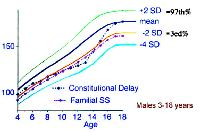 +2 SD =97th%
mean
-2 SD =3rd%
-4 SD
150
100
Constitutional Delay
Familial SS
Males 3-18 years
4 6 8 10 12 14 16 18
Age